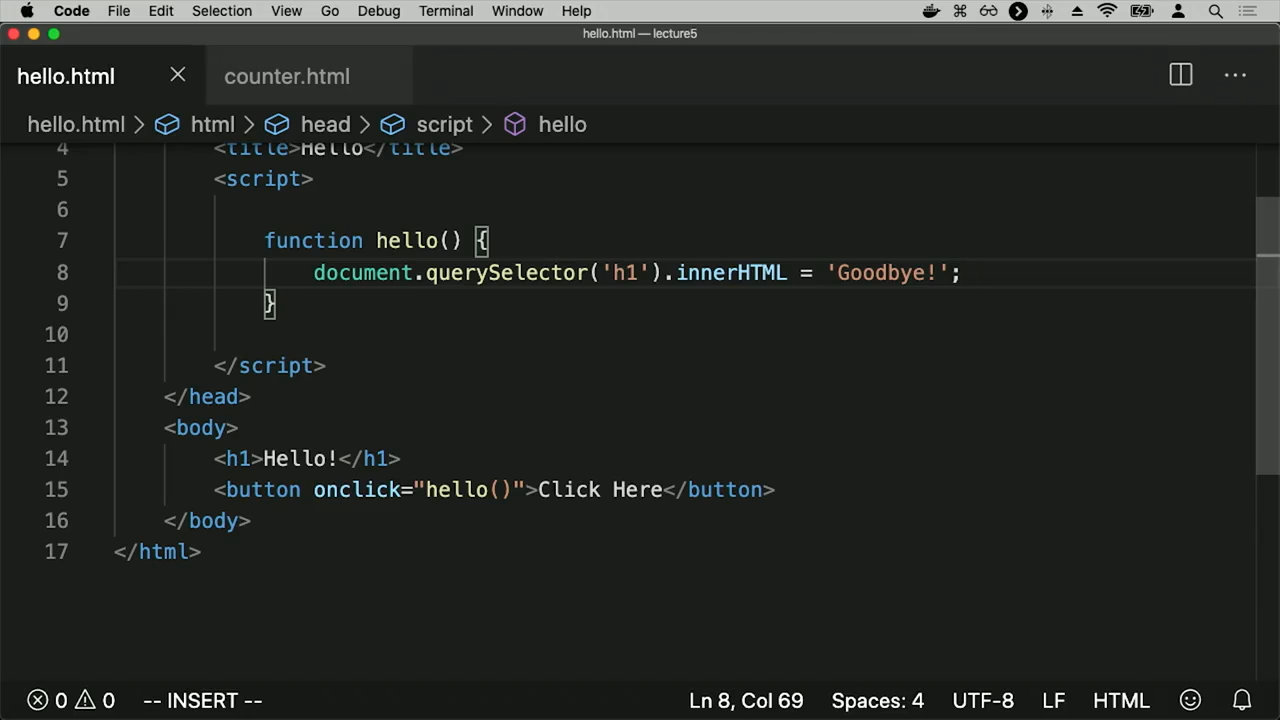 Code File Edit Selection View Go Debug Terminal Window Help
hello.html — lecture5
hello.html counter.html
hello.html html head script hello
4 <title>Hello</title>
5 <script>
6
7 function hello() {
8 document.querySelector('h1').innerHTML = 'Goodbye!';
9 }
10
11 </script>
12 </head>
13 <body>
14 <h1>Hello!</h1>
15 <button onclick="hello()">Click Here</button>
16 </body>
17 </html>
0 0 -- INSERT -- Ln 8, Col 69 Spaces: 4 UTF-8 LF HTML